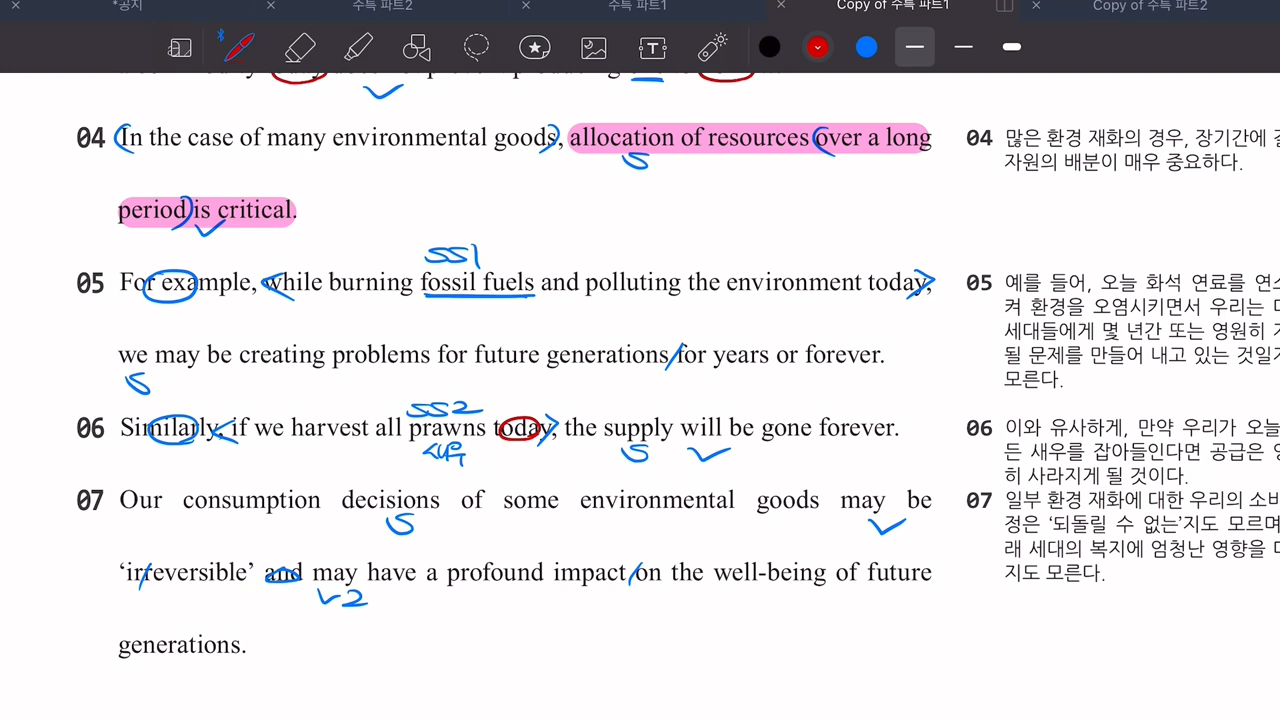 *공지
수특 파트2
수특 파트1
Copy of 수특 파트1
Copy of 수특 파트2
04 In the case of many environmental goods, allocation of resources over a long
period is critical.
04 많은 환경 재화의 경우, 장기간에
자원의 배분이 매우 중요하다.
S
SS1
05 For example, while burning fossil fuels and polluting the environment today,
we may be creating problems for future generations for years or forever.
S
05 예를 들어, 오늘 화석 연료를
켜 환경을 오염시키면서 우리는
세대들에게 몇 년간 또는 영원히
될 문제를 만들어 내고 있는
모른다.
SS2
06 Similarly, if we harvest all prawns today, the supply will be gone forever.
S
06 이와 유사하게, 만약 우리가
든 새우를 잡아들인다면 공급은
히 사라지게 될 것이다.
07 Our consumption decisions of some environmental goods may be
S
‘irreversible’ and may have a profound impact on the well-being of future
2
generations.
07 일부 환경 재화에 대한 우리의
정은 ‘되돌릴 수 없는’지도 모르며
래 세대의 복지에 엄청난 영향을
지도 모른다.